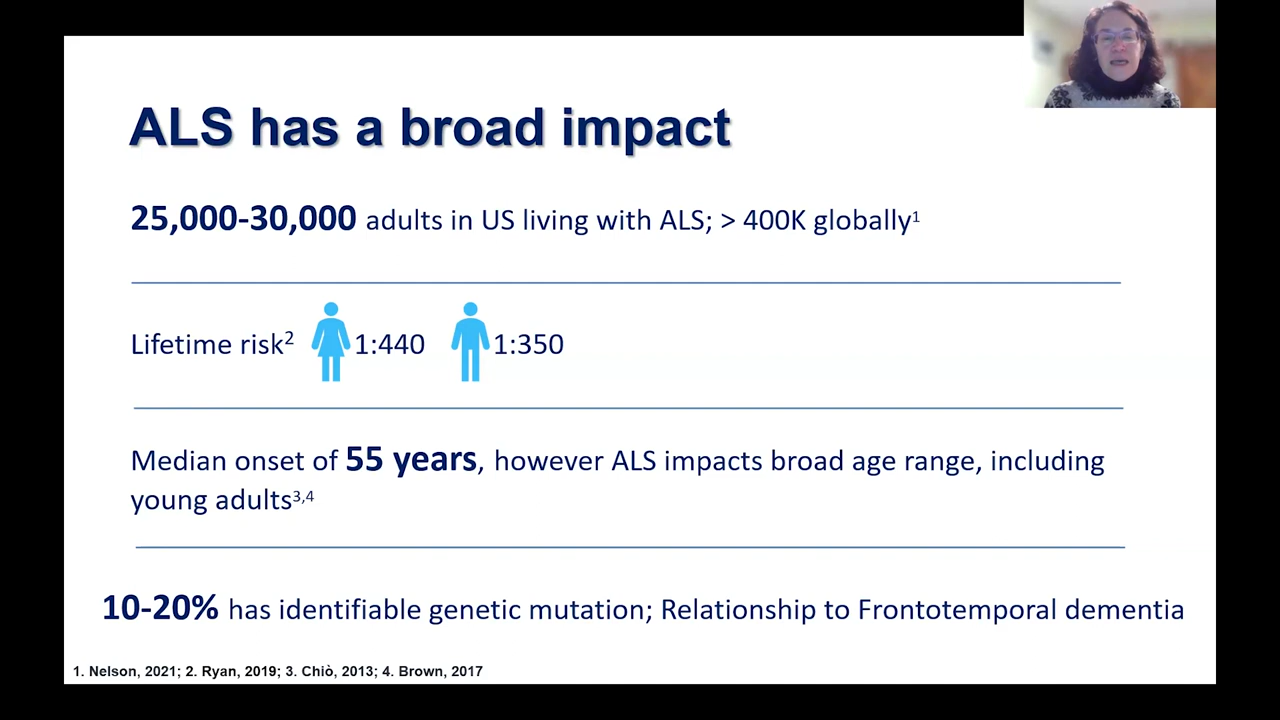 ALS has a broad impact
25,000-30,000 adults in US living with ALS; > 400K globally¹
Lifetime risk² 1:440 1:350
Median onset of 55 years, however ALS impacts broad age range, including
young adults³,⁴
10-20% has identifiable genetic mutation; Relationship to Frontotemporal dementia
1. Nelson, 2021; 2. Ryan, 2019; 3. Chiò, 2013; 4. Brown, 2017